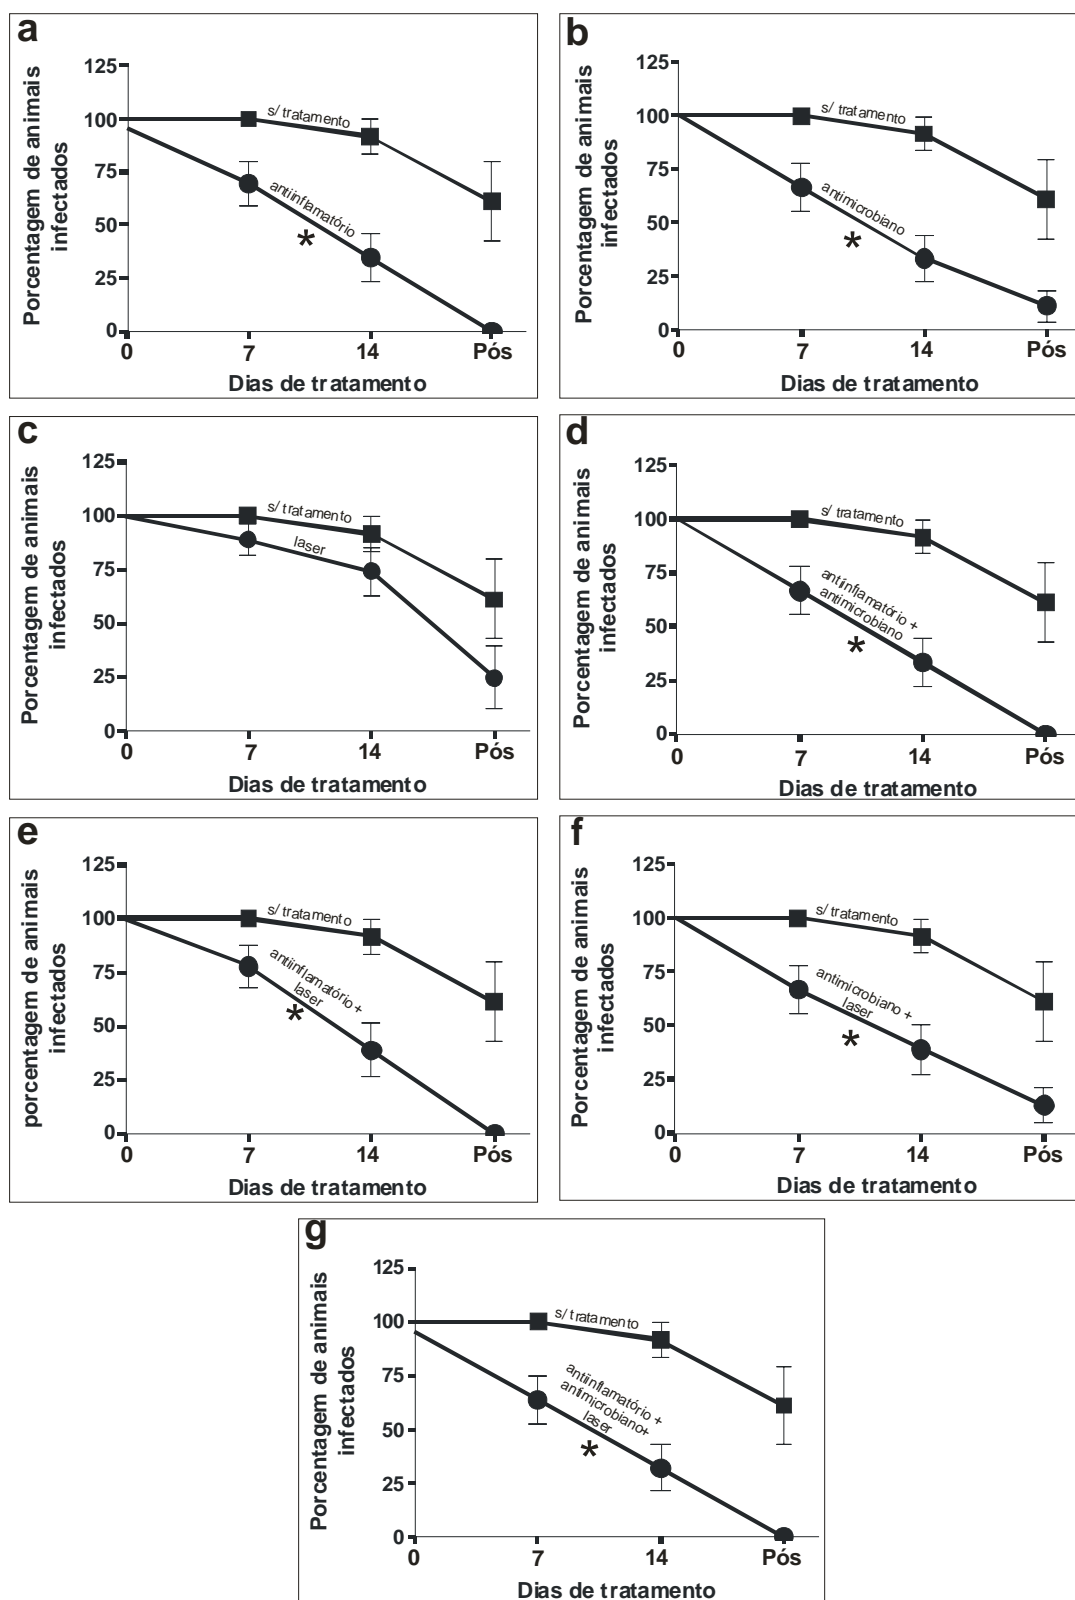 a
125
100
75
50
25
0
Porcentagem de animais
infectados
s/ tratamento
antiinflamatório
*
0 7 14 Pós
Dias de tratamento
b
125
100
75
50
25
0
Porcentagem de animais
infectados
s/ tratamento
antimicrobiano
*
0 7 14 Pós
Dias de tratamento
c
125
100
75
50
25
0
Porcentagem de animais
infectados
s/ tratamento
laser
0 7 14 Pós
Dias de tratamento
d
125
100
75
50
25
0
Porcentagem de animais
infectados
s/ tratamento
antiinflamatório +
antimicrobiano
*
0 7 14 Pós
Dias de tratamento
e
125
100
75
50
25
0
porcentagem de animais
infectados
s/ tratamento
antiinflamatório +
laser
*
0 7 14 Pós
Dias de tratamento
f
125
100
75
50
25
0
Porcentagem de animais
infectados
s/ tratamento
antimicrobiano +
laser
*
0 7 14 Pós
Dias de tratamento
g
125
100
75
50
25
0
Porcentagem de animais
infectados
s/ tratamento
antiinflamatório +
antimicrobiano+
laser
*
0 7 14 Pós
Dias de tratamento